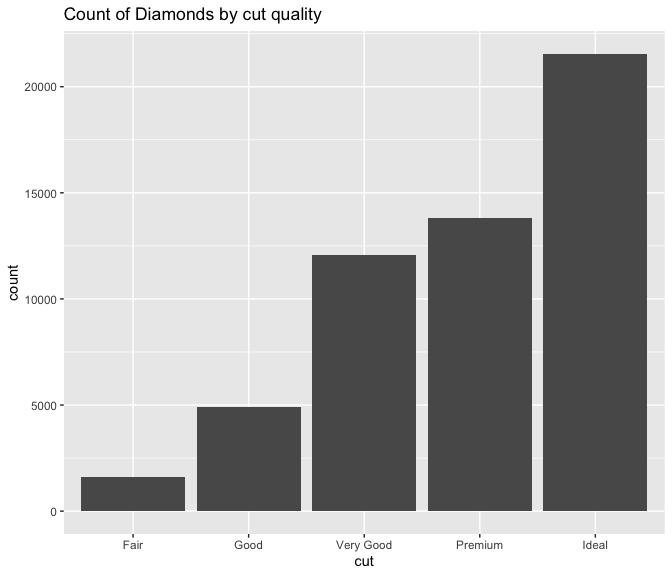 Count of Diamonds by cut quality
count
20000
15000
10000
5000
0
Fair Good Very Good Premium Ideal
cut